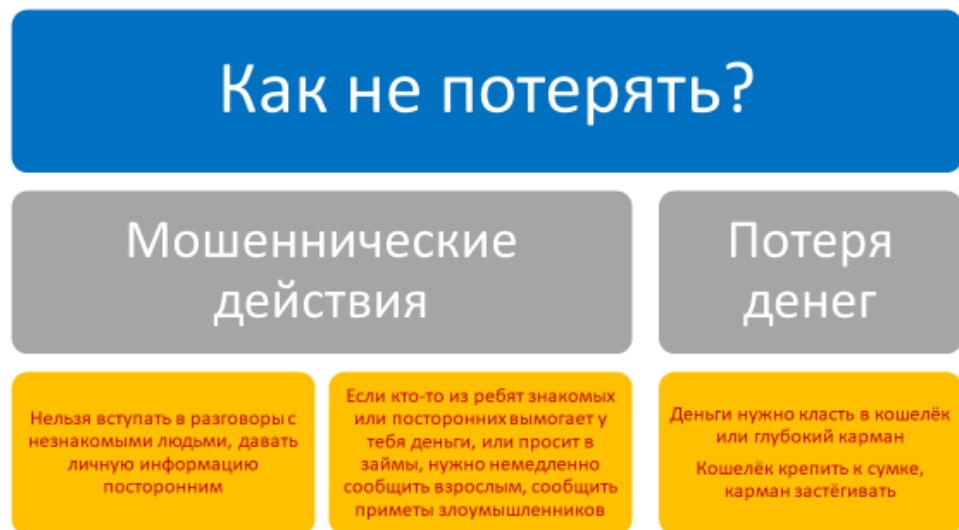 Как не потерять?
Мошеннические
действия
Потеря
денег
Нельзя вступать в разговоры с
незнакомыми людьми, давать
личную информацию
посторонним
Если кто-то из ребят знакомых
или посторонних вымогает у
тебя деньги, или просит в
займы, нужно немедленно
сообщить взрослым, сообщить
приметы злоумышленников
Деньги нужно класть в кошелёк
или глубокий карман
Кошелёк крепить к сумке,
карман застёгивать